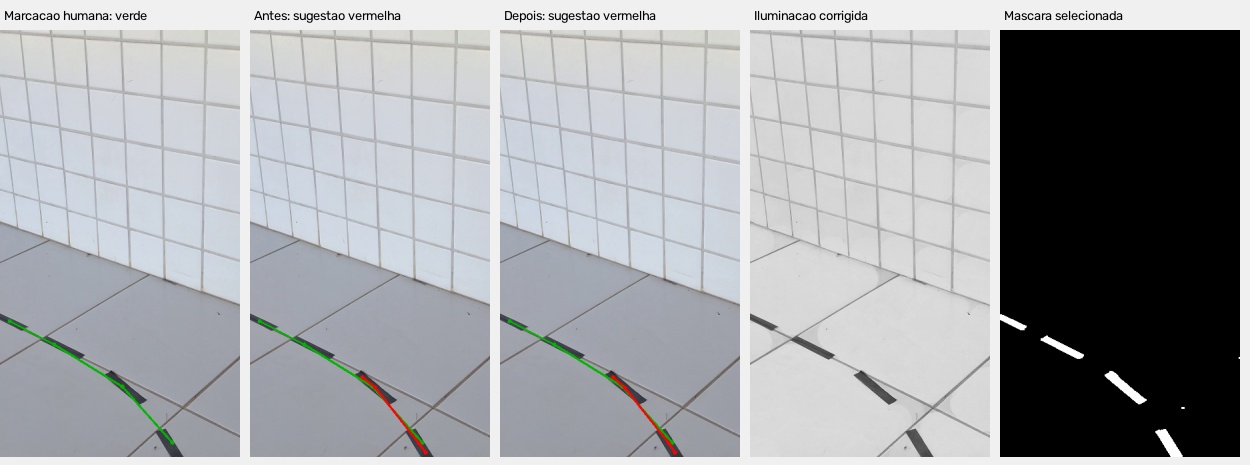 Marcacao humana: verde
Antes: sugestao vermelha
Depois: sugestao vermelha
Iluminacao corrigida
Mascara selecionada